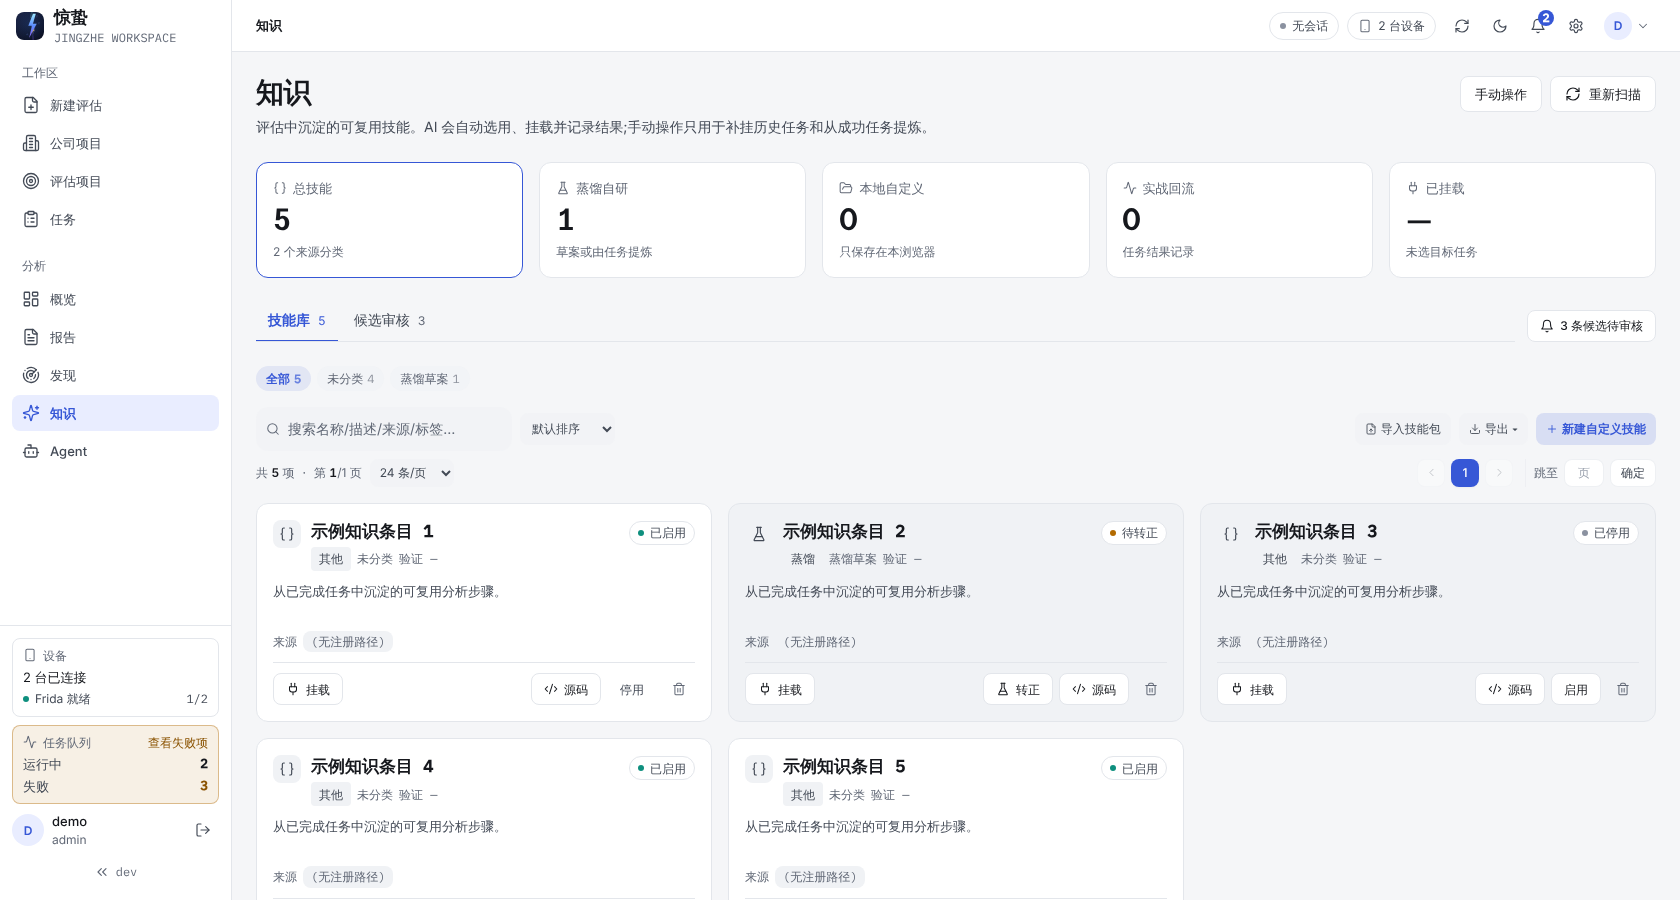 惊蛰
JINGZHE WORKSPACE
工作区
新建评估
公司项目
评估项目
任务
分析
概览
报告
发现
知识
Agent
设备
2 台已连接
Frida 就绪 1/2
任务队列 查看失败项
运行中 2
失败 3
D demo
admin
dev
知识
无会话 2 台设备 2 D
知识
手动操作 重新扫描
评估中沉淀的可复用技能。AI 会自动选用、挂载并记录结果;手动操作只用于补挂历史任务和从成功任务提炼。
总技能
5
2 个来源分类
蒸馏自研
1
草案或由任务提炼
本地自定义
0
只保存在本浏览器
实战回流
0
任务结果记录
已挂载
—
未选目标任务
技能库 5 候选审核 3 3 条候选待审核
全部 5 未分类 4 蒸馏草案 1
搜索名称/描述/来源/标签... 默认排序 导入技能包 导出 + 新建自定义技能
共 5 项 · 第 1/1 页 24 条/页 ‹ 1 › 跳至 页 确定
{ } 示例知识条目 1 已启用
其他 未分类 验证 —
从已完成任务中沉淀的可复用分析步骤。
来源 (无注册路径)
挂载 源码 停用
示例知识条目 2 待转正
蒸馏 蒸馏草案 验证 —
从已完成任务中沉淀的可复用分析步骤。
来源 (无注册路径)
挂载 转正 源码
{ } 示例知识条目 3 已停用
其他 未分类 验证 —
从已完成任务中沉淀的可复用分析步骤。
来源 (无注册路径)
挂载 源码 启用
{ } 示例知识条目 4 已启用
其他 未分类 验证 —
从已完成任务中沉淀的可复用分析步骤。
来源 (无注册路径)
{ } 示例知识条目 5 已启用
其他 未分类 验证 —
从已完成任务中沉淀的可复用分析步骤。
来源 (无注册路径)